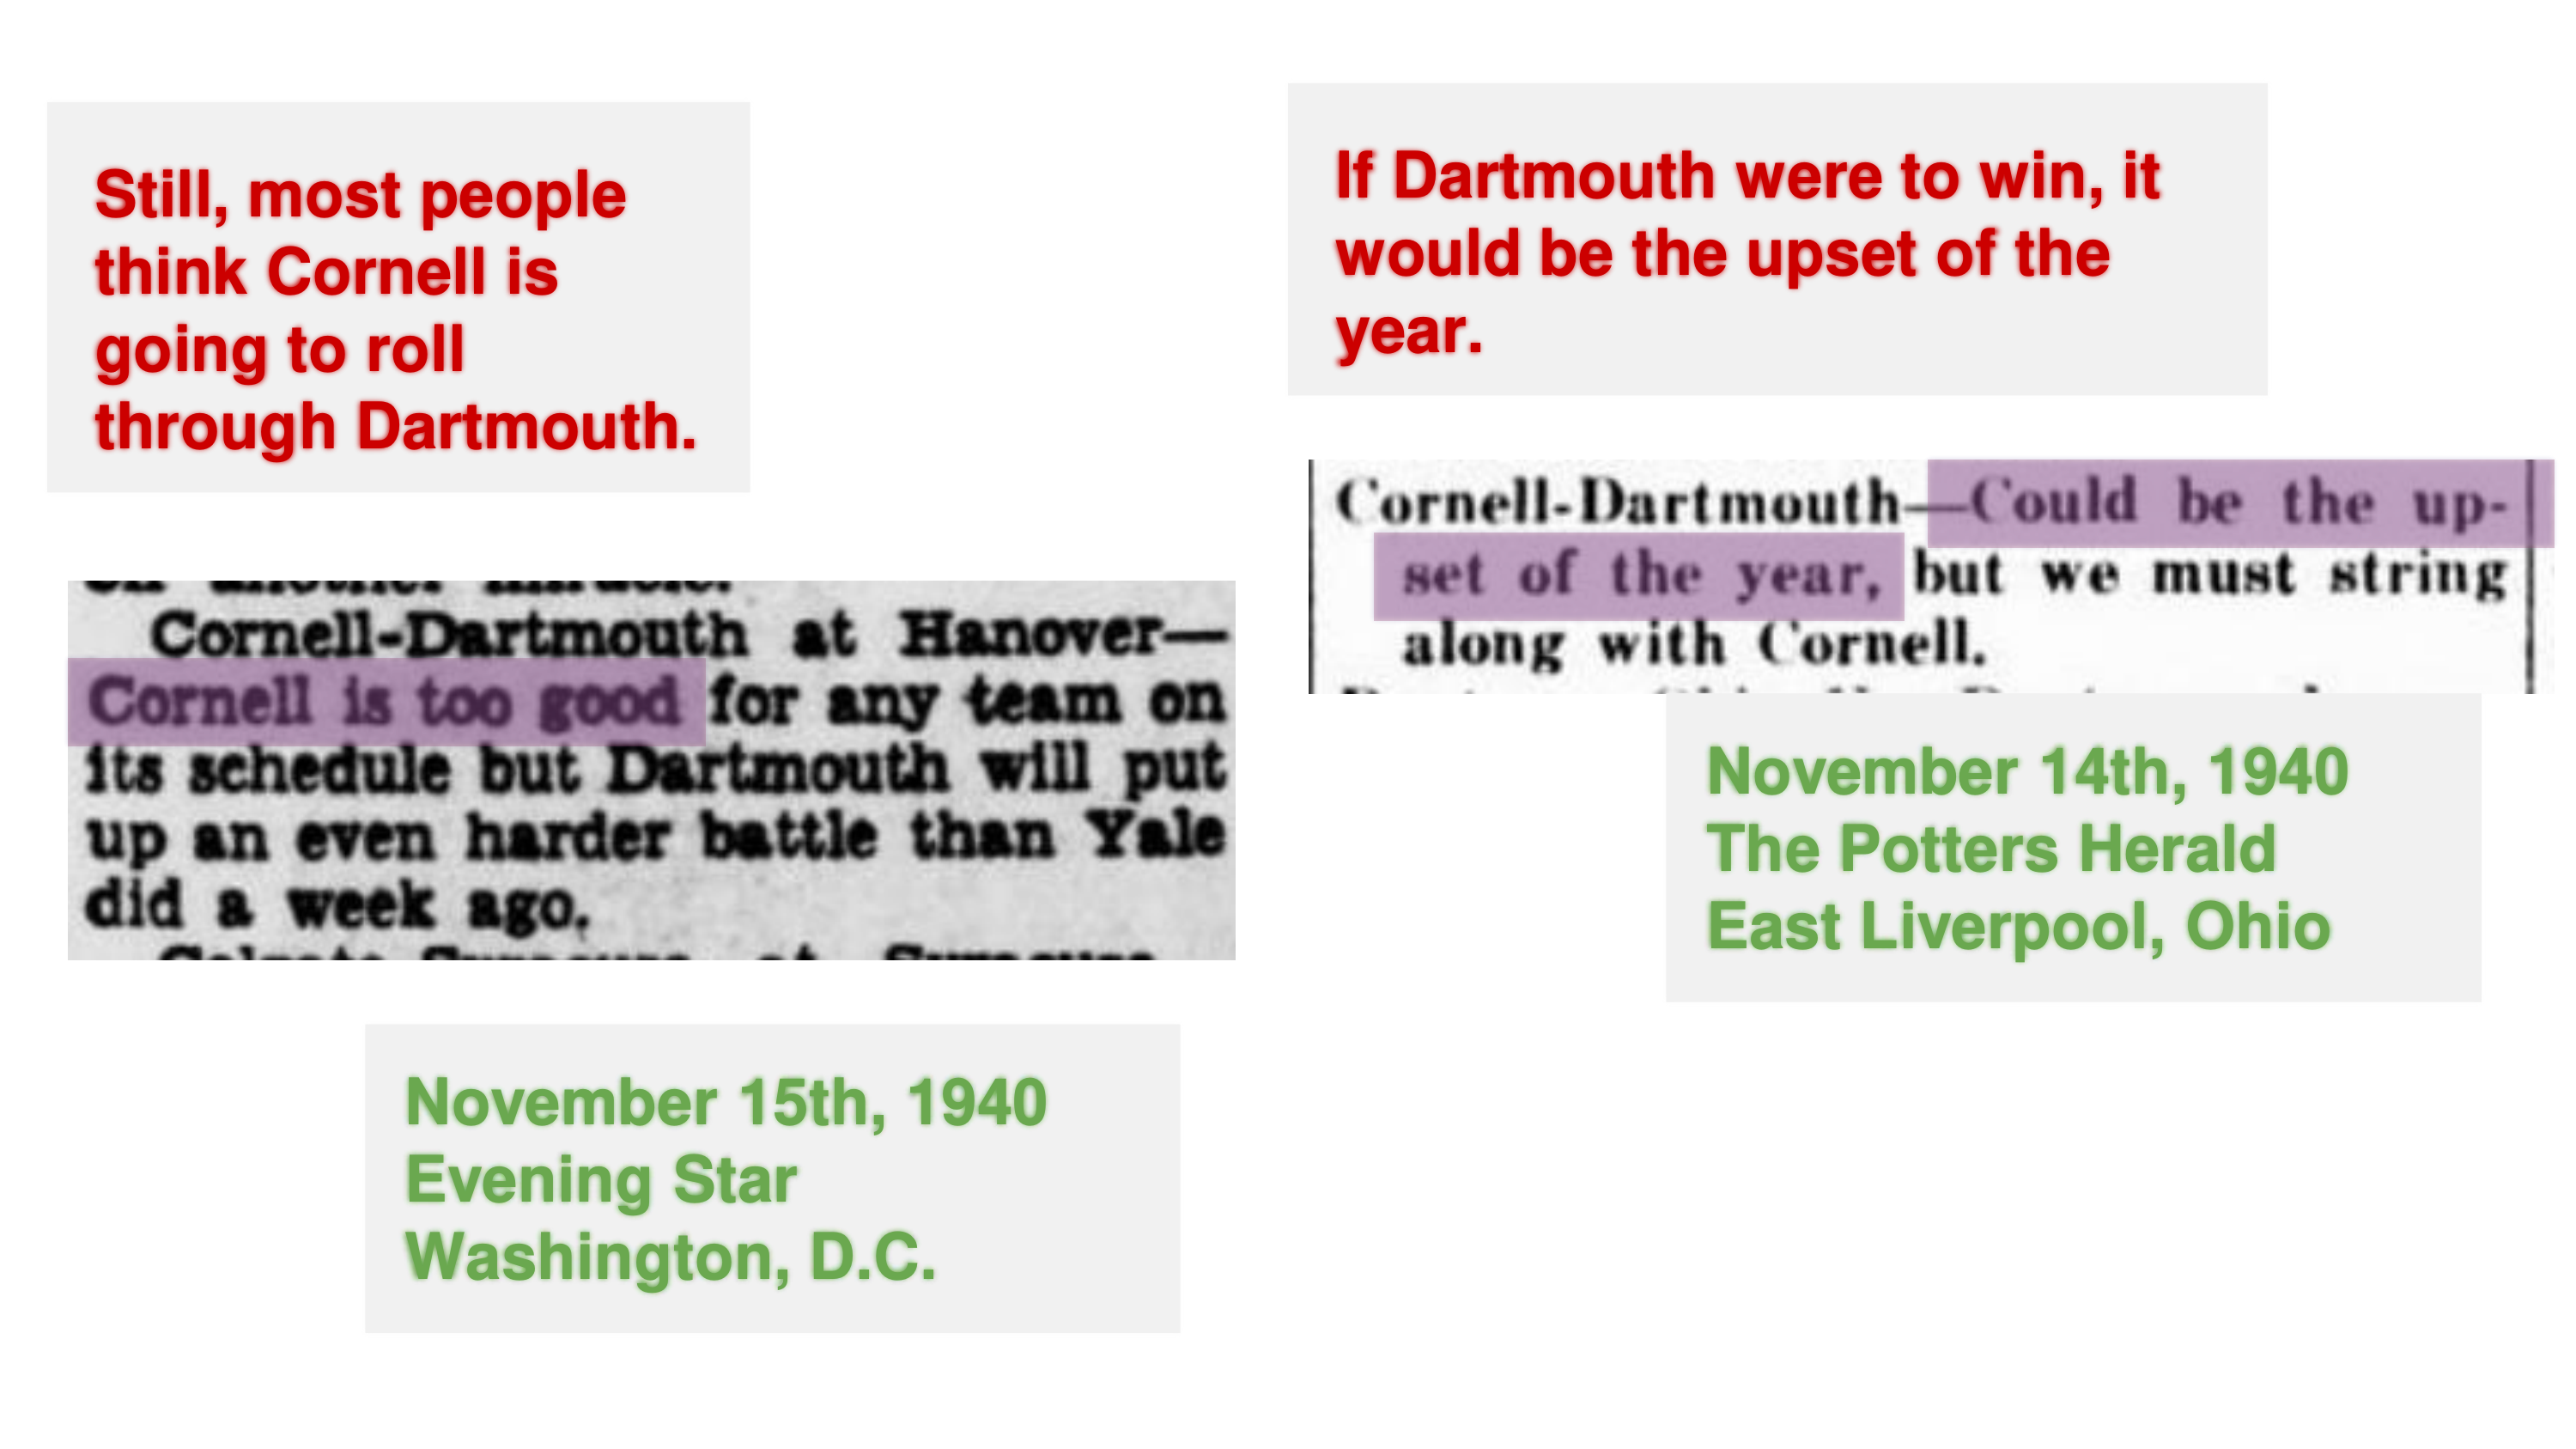 Still, most people
think Cornell is
going to roll
through Dartmouth.
Cornell-Dartmouth at Hanover—
Cornell is too good for any team on
its schedule but Dartmouth will put
up an even harder battle than Yale
did a week ago.
November 15th, 1940
Evening Star
Washington, D.C.
If Dartmouth were to win, it
would be the upset of the
year.
Cornell-Dartmouth—Could be the up-
set of the year, but we must string
along with Cornell.
November 14th, 1940
The Potters Herald
East Liverpool, Ohio